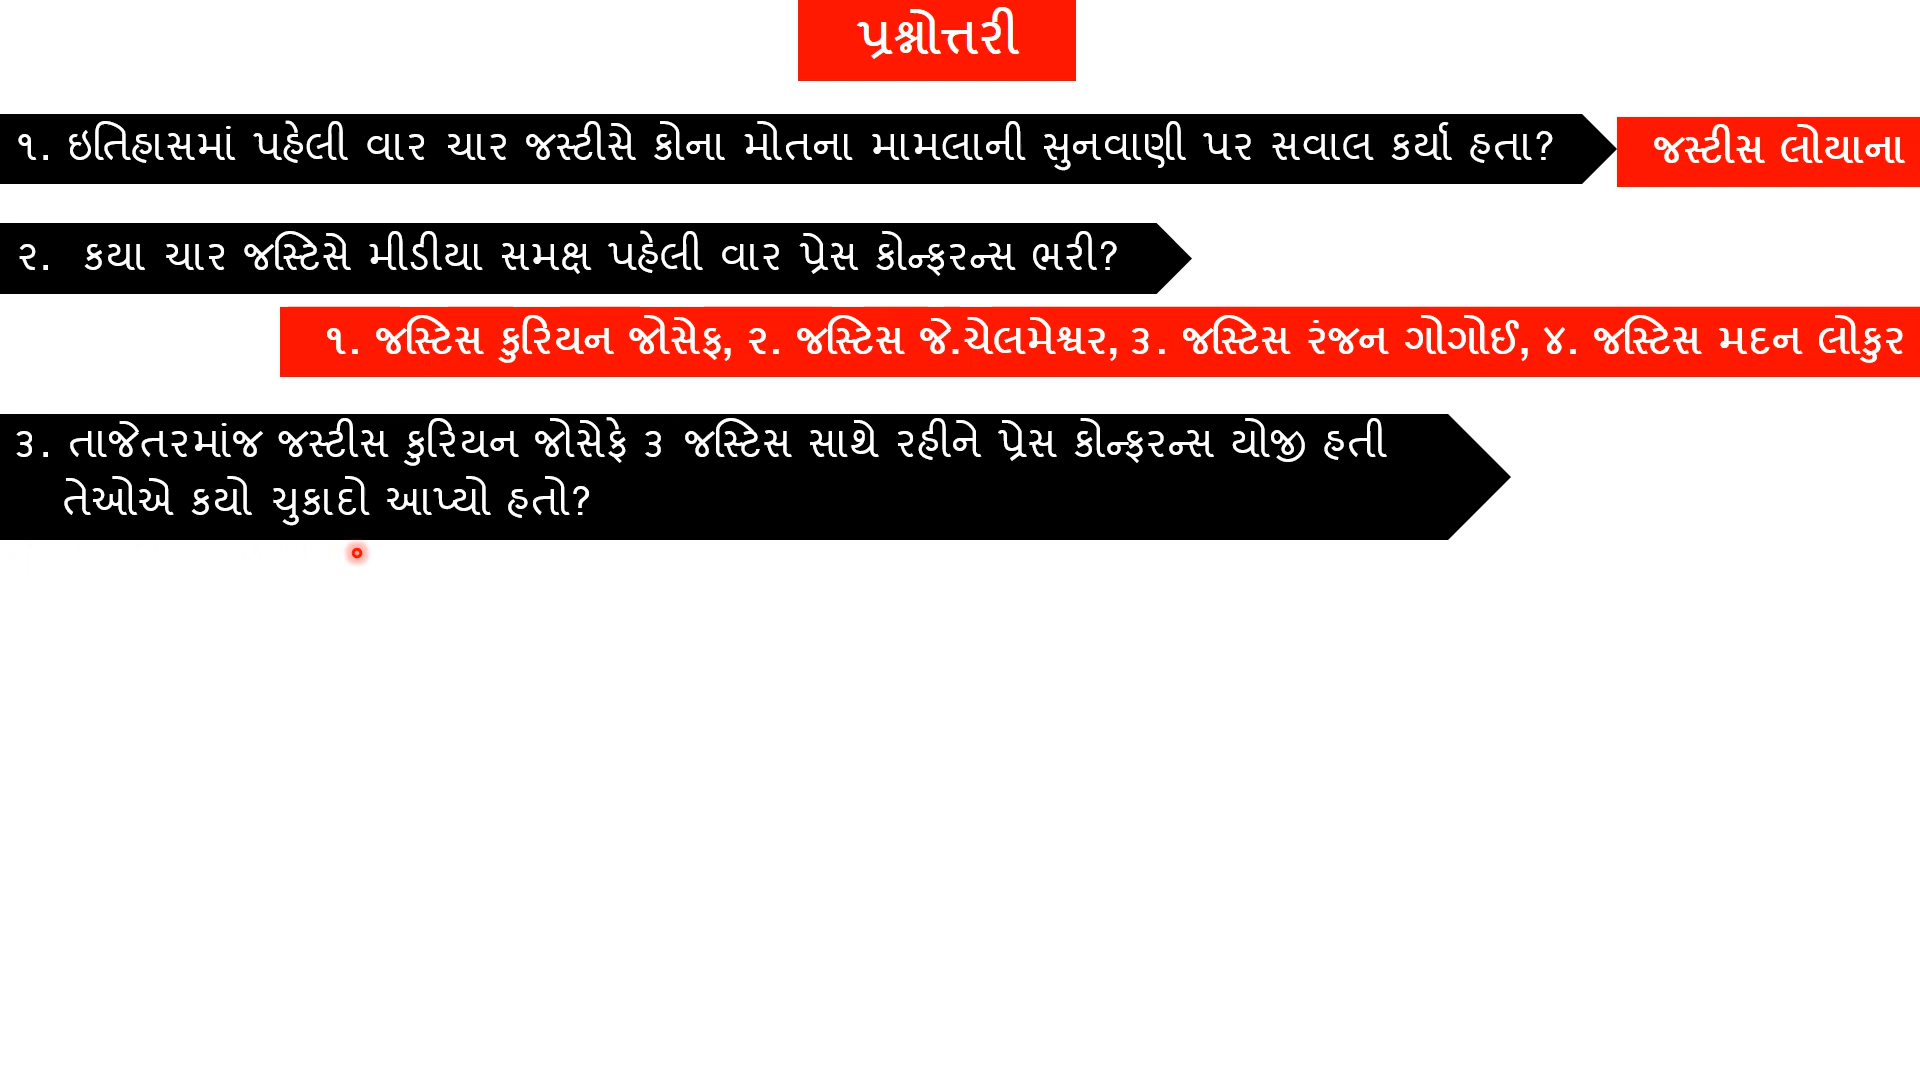 પ્રશ્નોત્તરી
૧. ઇતિહાસમાં પહેલી વાર ચાર જસ્ટીસે કોના મોતના મામલાની સુનવાણી પર સવાલ કર્યા હતા?
જસ્ટીસ લોયાના
૨. કયા ચાર જસ્ટિસે મીડીયા સમક્ષ પહેલી વાર પ્રેસ કોન્ફરન્સ ભરી?
૧. જસ્ટિસ કુરિયન જોસેફ, ૨. જસ્ટિસ જે.ચેલમેશ્વર, ૩. જસ્ટિસ રંજન ગોગોઈ, ૪. જસ્ટિસ મદન લોકુર
૩. તાજેતરમાંજ જસ્ટીસ કુરિયન જોસેફે ૩ જસ્ટિસ સાથે રહીને પ્રેસ કોન્ફરન્સ યોજી હતી
તેઓએ કયો ચુકાદો આપ્યો હતો?